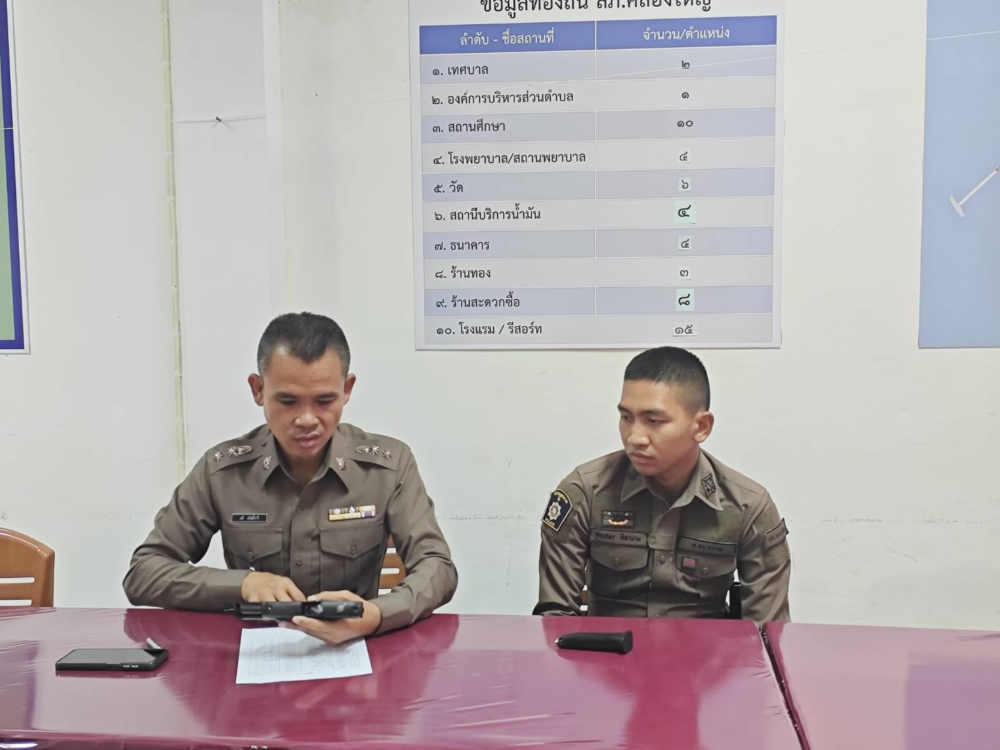 ข้อมูลท้องถิ่น สภ.คลองใหญ่
ลำดับ - ชื่อสถานที่ จำนวน/ตำแหน่ง
๑. เทศบาล ๒
๒. องค์การบริหารส่วนตำบล ๑
๓. สถานศึกษา ๑๐
๔. โรงพยาบาล/สถานพยาบาล ๔
๕. วัด ๖
๖. สถานีบริการน้ำมัน ๔
๗. ธนาคาร ๔
๘. ร้านทอง ๓
๙. ร้านสะดวกซื้อ ๘
๑๐. โรงแรม / รีสอร์ท ๑๕
POLICE